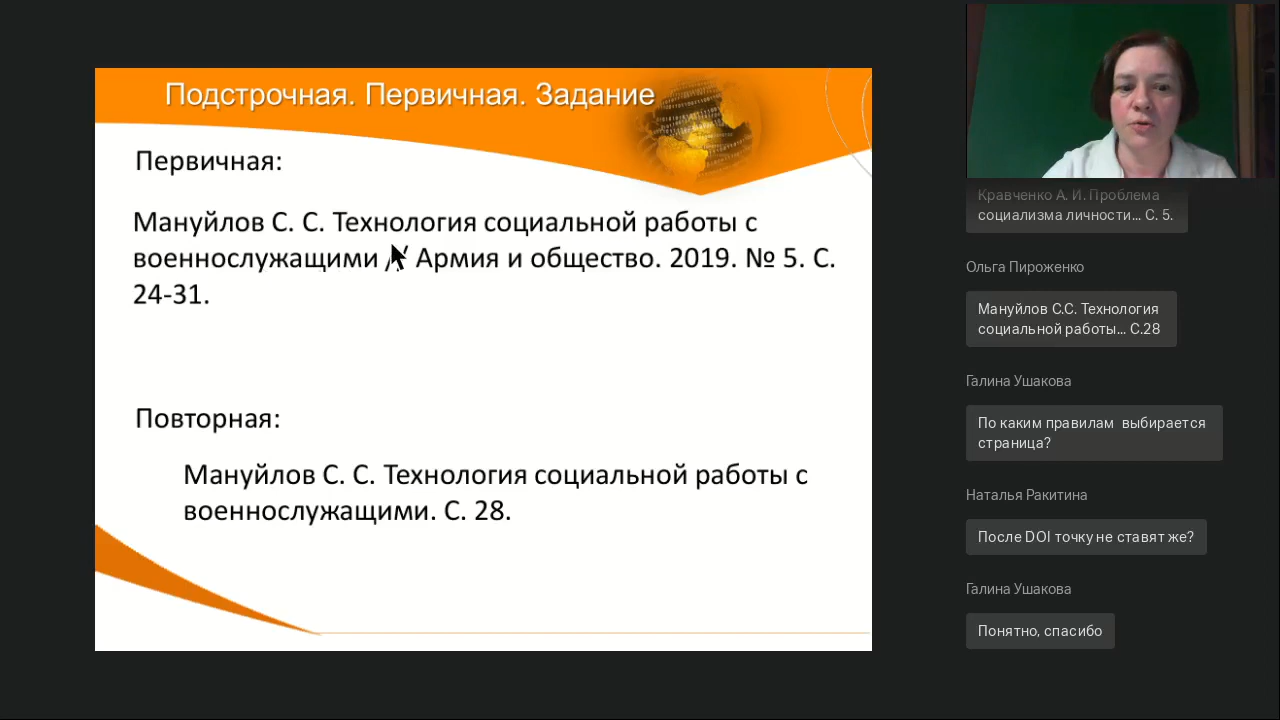 Подстрочная. Первичная. Задание
Первичная:
Мануйлов С. С. Технология социальной работы с
военнослужащими // Армия и общество. 2019. № 5. С.
24-31.
Повторная:
Мануйлов С. С. Технология социальной работы с
военнослужащими. С. 28.
Кравченко А. И. Проблема
социализма личности... С. 5.
Ольга Пироженко
Мануйлов С.С. Технология
социальной работы... С.28
Галина Ушакова
По каким правилам выбирается
страница?
Наталья Ракитина
После DOI точку не ставят же?
Галина Ушакова
Понятно, спасибо